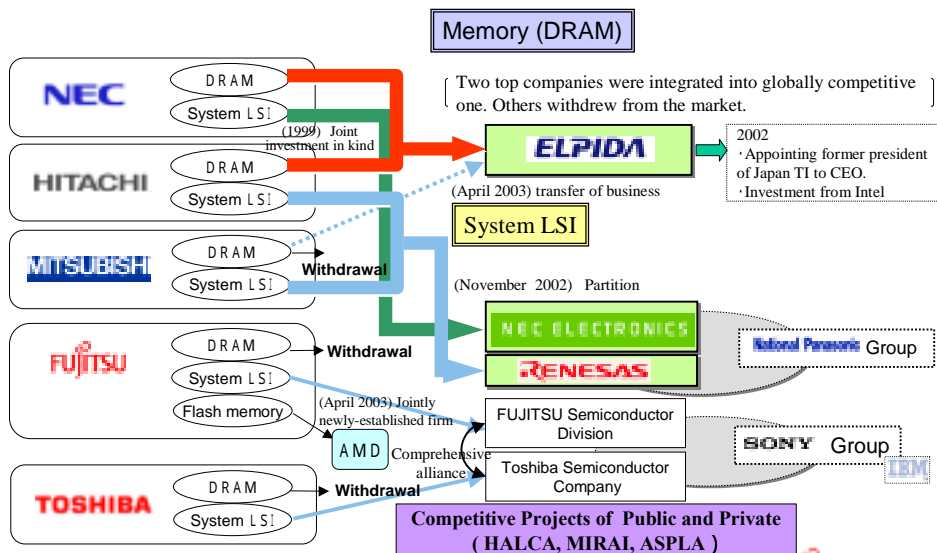 Memory (DRAM)
Two top companies were integrated into globally competitive
one. Others withdrew from the market.
NEC
DRAM
System LSI
(1999) Joint
investment in kind
HITACHI
DRAM
System LSI
MITSUBISHI
DRAM
Withdrawal
System LSI
ELPIDA
2002
・Appointing former president
of Japan TI to CEO.
・Investment from Intel
(April 2003) transfer of business
System LSI
(November 2002) Partition
NEC ELECTRONICS
RENESAS
National Panasonic Group
FUJITSU
DRAM
Withdrawal
System LSI
Flash memory
(April 2003) Jointly
newly-established firm
AMD
Comprehensive
alliance
FUJITSU Semiconductor
Division
Toshiba Semiconductor
Company
SONY Group
IBM
TOSHIBA
DRAM
Withdrawal
System LSI
Competitive Projects of Public and Private
( HALCA, MIRAI, ASPLA )